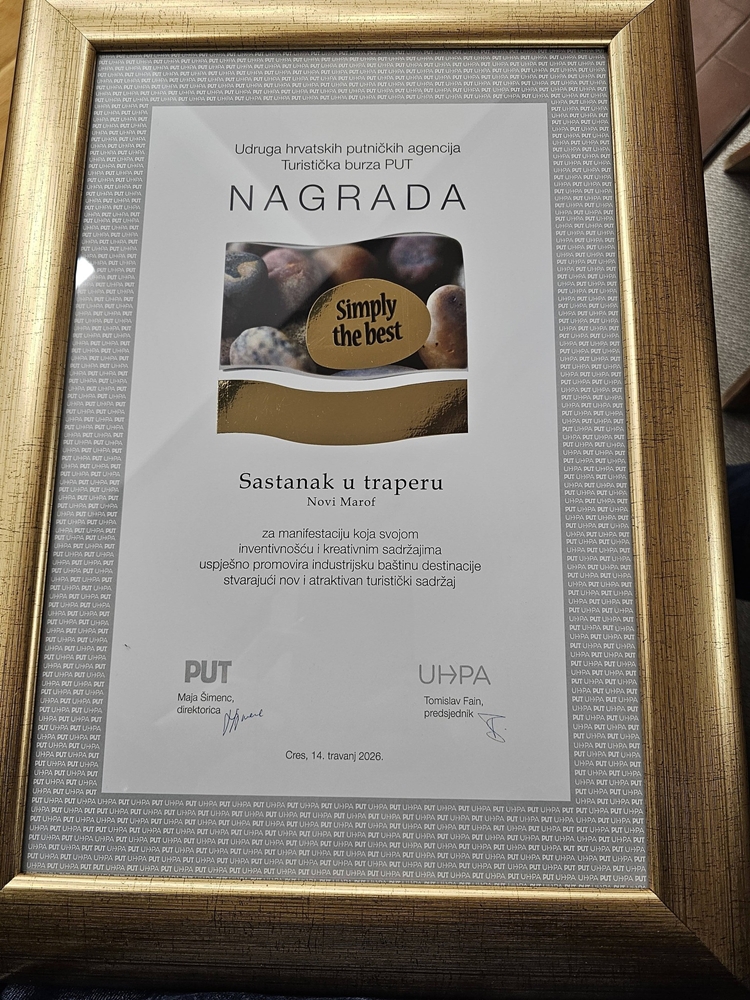 Udruga hrvatskih putničkih agencija
Turistička burza PUT
NAGRADA
Simply
the best
Sastanak u traperu
Novi Marof
za manifestaciju koja svojom
inventivnošću i kreativnim sadržajima
uspješno promovira industrijsku baštinu destinacije
stvarajući nov i atraktivan turistički sadržaj
PUT
Maja Šimenc,
direktorica
UHPA
Tomislav Fain,
predsjednik
Cres, 14. travanj 2026.